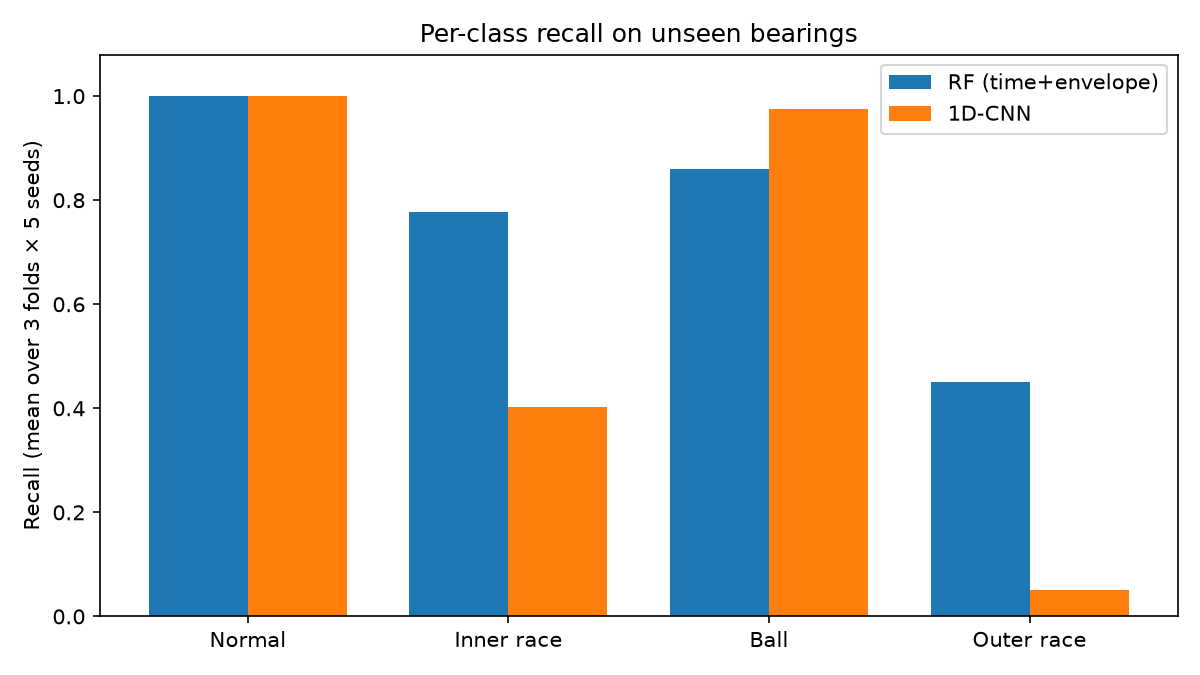 Per-class recall on unseen bearings
RF (time+envelope)
1D-CNN
Recall (mean over 3 folds × 5 seeds)
1.0
0.8
0.6
0.4
0.2
0.0
Normal
Inner race
Ball
Outer race